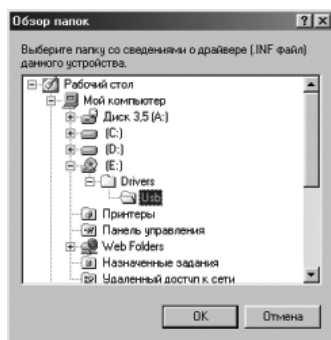 Обзор папок
Выберите папку со сведениями о драйвере (.INF файл)
данного устройства.
Рабочий стол
Мой компьютер
Диск 3,5 (A:)
(C:)
(D:)
(E:)
Drivers
Usb
Принтеры
Панель управления
Web Folders
Назначенные задания
Удаленный доступ к сети
OK
Отмена